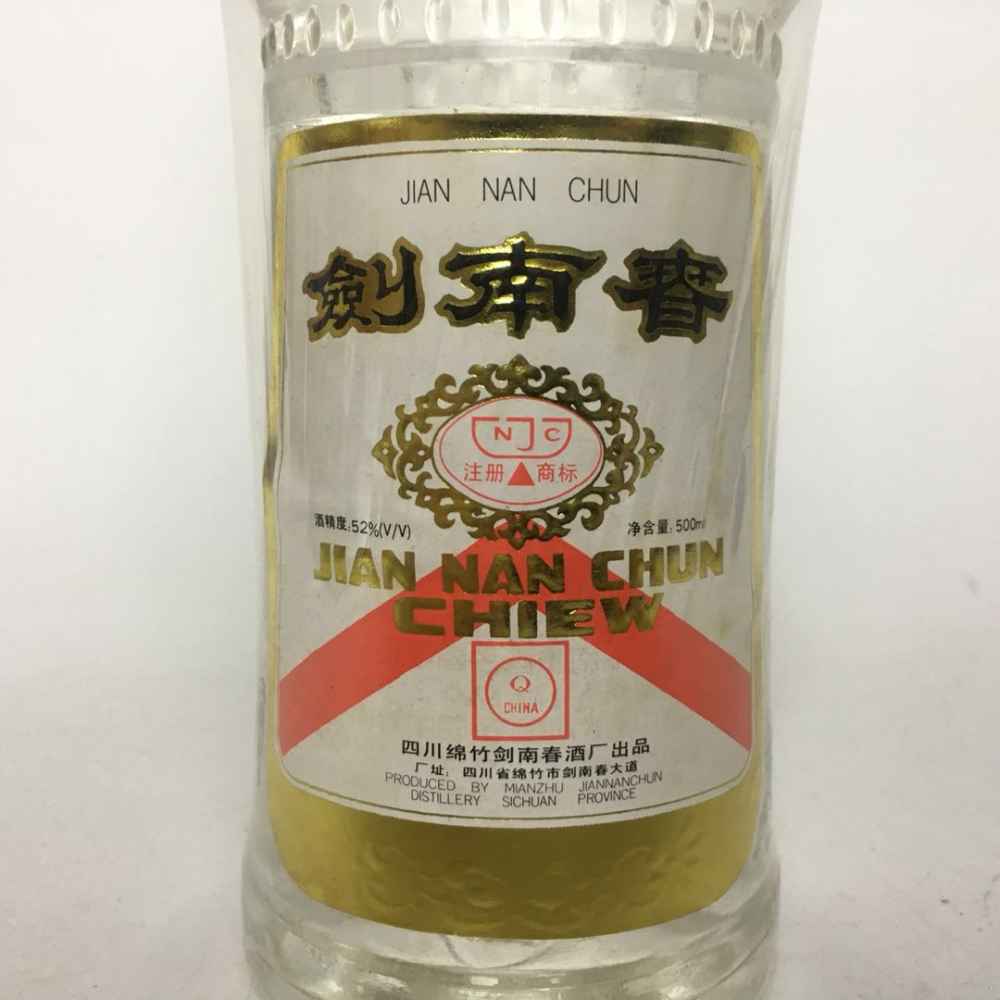 JIAN NAN CHUN
劍南春
NJC
注册 商标
酒精度:52%(V/V)
净含量:500ml
JIAN NAN CHUN
CHIEW
Q
CHINA
四川绵竹剑南春酒厂出品
厂址:四川省绵竹市剑南春大道
PRODUCED BY MIANZHU JIANNANCHUN
DISTILLERY SICHUAN PROVINCE